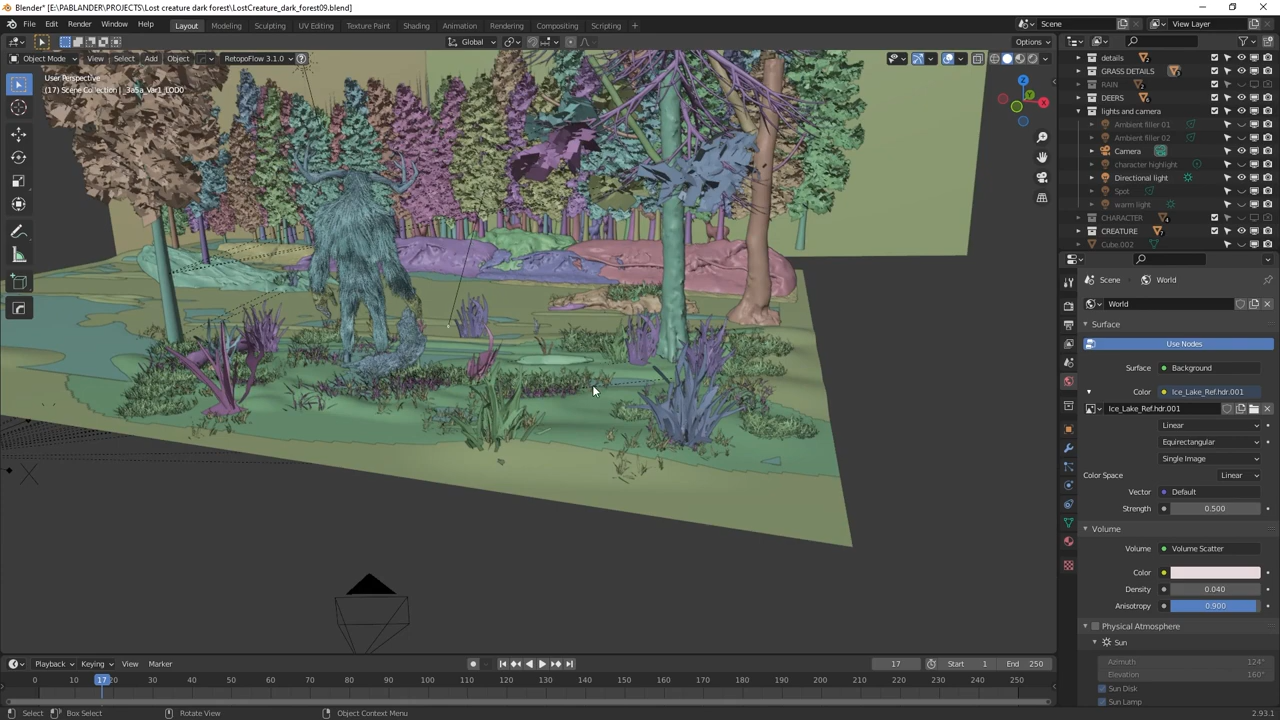 Blender* [E:\PABLANDER\PROJECTS\Lost creature dark forest\LostCreature_dark_forest09.blend]
File Edit Render Window Help Layout Modeling Sculpting UV Editing Texture Paint Shading Animation Rendering Compositing Scripting Scene View Layer
Global Options
Object Mode View Select Add Object RetopoFlow 3.1.0
User Perspective
(17) Scene Collection | 3a5a_Var1_LOD0
X
details
GRASS DETAILS
RAIN
DEERS
lights and camera
Ambient filler 01
Ambient filler 02
Camera
character highlight
Directional light
Spot
warm light
CHARACTER
CREATURE
Cube.002
Scene World
World
Surface
Use Nodes
Surface Background
Color Ice_Lake_Ref.hdr.001
Ice_Lake_Ref.hdr.001
Linear
Equirectangular
Single Image
Color Space Linear
Vector Default
Strength 0.500
Volume
Volume Volume Scatter
Color
Density 0.040
Anisotropy 0.900
Physical Atmosphere
Sun
Azimuth 124°
Elevation 160°
Sun Disk
Sun Lamp
Playback Keying View Marker 17 Start 1 End 250
0 10 17 20 30 40 50 60 70 80 90 100 110 120 130 140 150 160 170 180 190 200 210 220 230 240 250
Select Box Select Rotate View Object Context Menu 2.93.1